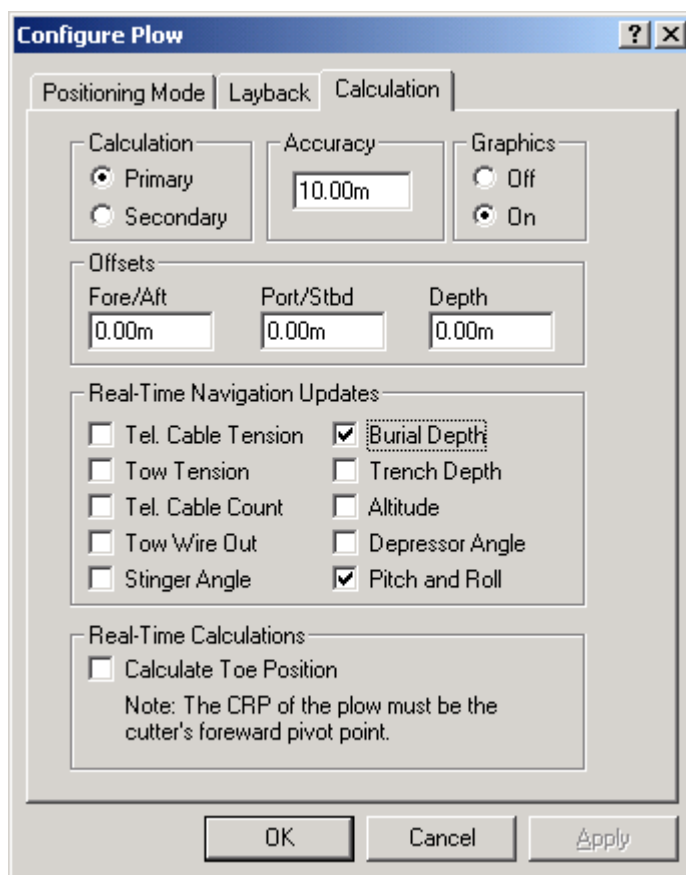 Configure Plow
Positioning Mode Layback Calculation
Calculation Accuracy Graphics
Primary 10.00m Off
Secondary On
Offsets
Fore/Aft Port/Stbd Depth
0.00m 0.00m 0.00m
Real-Time Navigation Updates
Tel. Cable Tension Burial Depth
Tow Tension Trench Depth
Tel. Cable Count Altitude
Tow Wire Out Depressor Angle
Stinger Angle Pitch and Roll
Real-Time Calculations
Calculate Toe Position
Note: The CRP of the plow must be the
cutter's foreward pivot point.
OK Cancel Apply